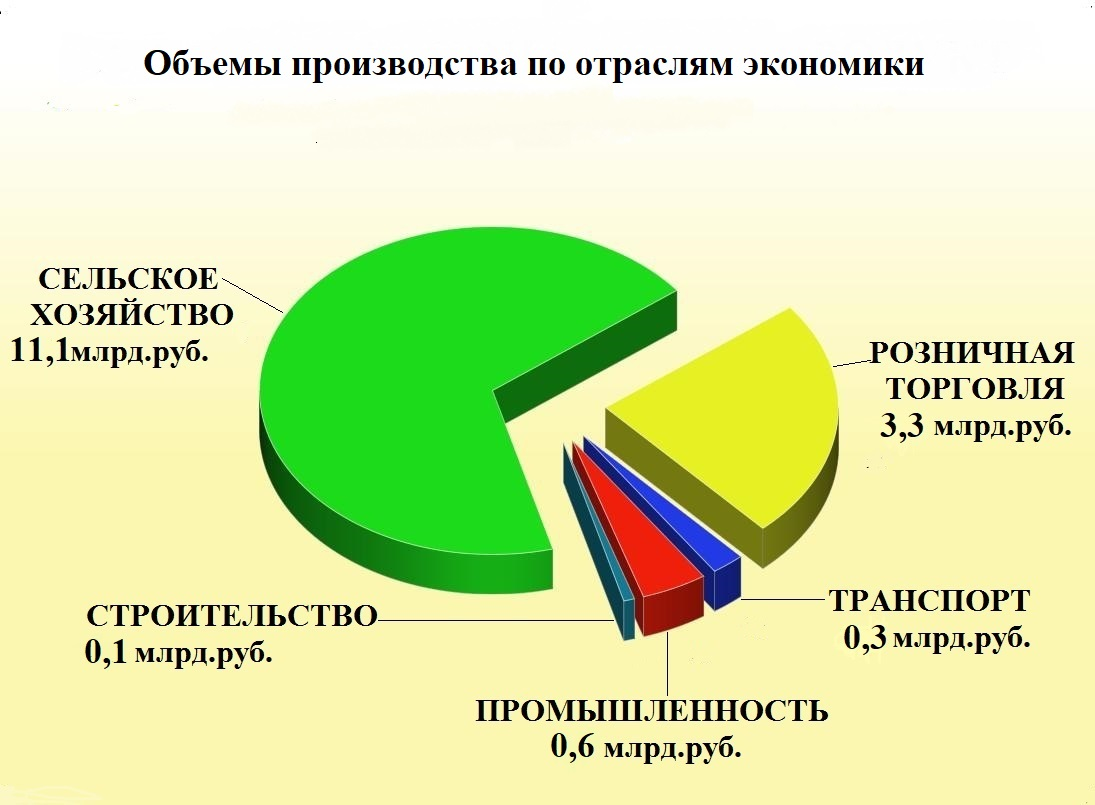 Объемы производства по отраслям экономики
СЕЛЬСКОЕ
ХОЗЯЙСТВО
11,1млрд.руб.
РОЗНИЧНАЯ
ТОРГОВЛЯ
3,3 млрд.руб.
СТРОИТЕЛЬСТВО
0,1 млрд.руб.
ТРАНСПОРТ
0,3 млрд.руб.
ПРОМЫШЛЕННОСТЬ
0,6 млрд.руб.